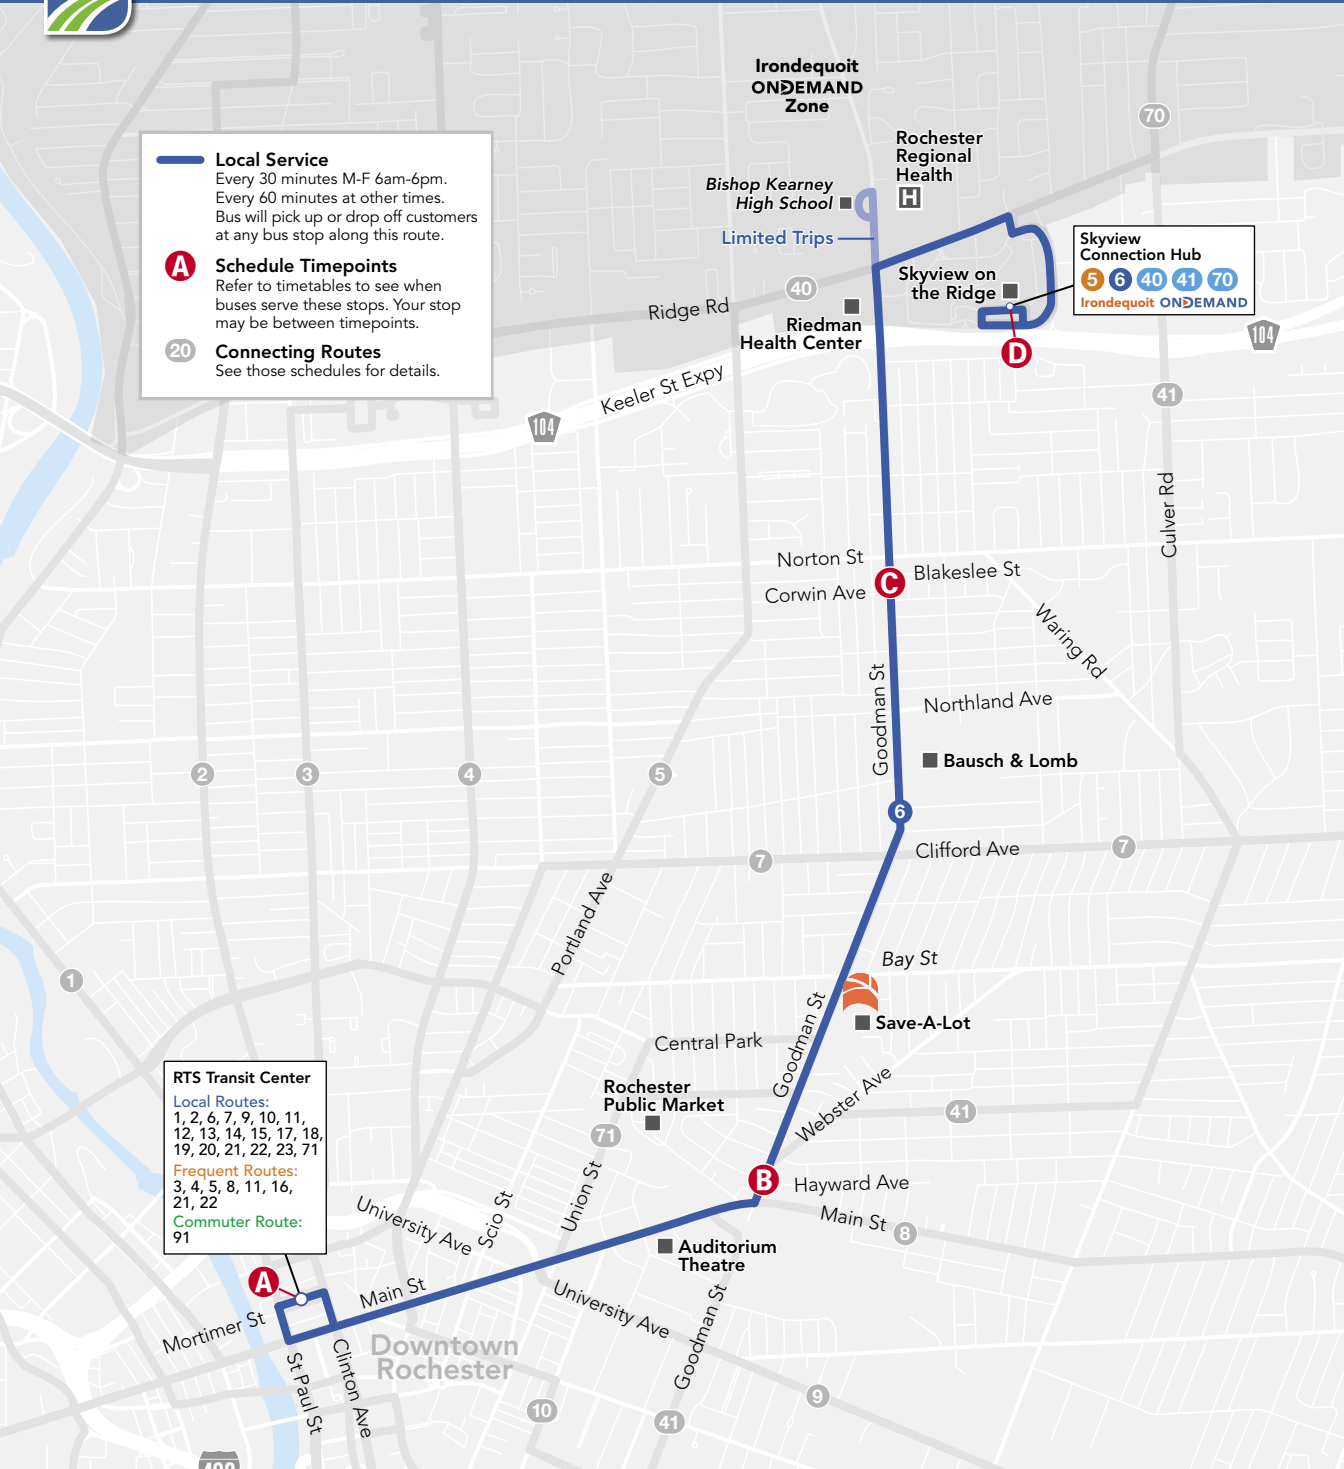 Irondequoit
ONDEMAND
Zone
70
Rochester
Regional
Health
H
Bishop Kearney
High School
Limited Trips
Local Service
Every 30 minutes M-F 6am-6pm.
Every 60 minutes at other times.
Bus will pick up or drop off customers
at any bus stop along this route.
A
Schedule Timepoints
Refer to timetables to see when
buses serve these stops. Your stop
may be between timepoints.
20
Connecting Routes
See those schedules for details.
Skyview
Connection Hub
5 6 40 41 70
Irondequoit ONDEMAND
Skyview on
the Ridge
40
Ridge Rd
Riedman
Health Center
D
104
Keeler St Expy
104
41
Culver Rd
Norton St
C
Blakeslee St
Corwin Ave
Waring Rd
Goodman St
Northland Ave
Bausch & Lomb
2
3
4
5
6
7
Clifford Ave
7
Portland Ave
Bay St
1
Save-A-Lot
Goodman St
Central Park
Rochester
Public Market
Webster Ave
41
71
RTS Transit Center
Local Routes:
1, 2, 6, 7, 9, 10, 11,
12, 13, 14, 15, 17, 18,
19, 20, 21, 22, 23, 71
Frequent Routes:
3, 4, 5, 8, 11, 16,
21, 22
Commuter Route:
91
B
Hayward Ave
Main St
8
University Ave
Scio St
Union St
Auditorium
Theatre
A
Main St
Mortimer St
University Ave
Goodman St
Downtown
Rochester
St Paul St
Clinton Ave
9
10
41